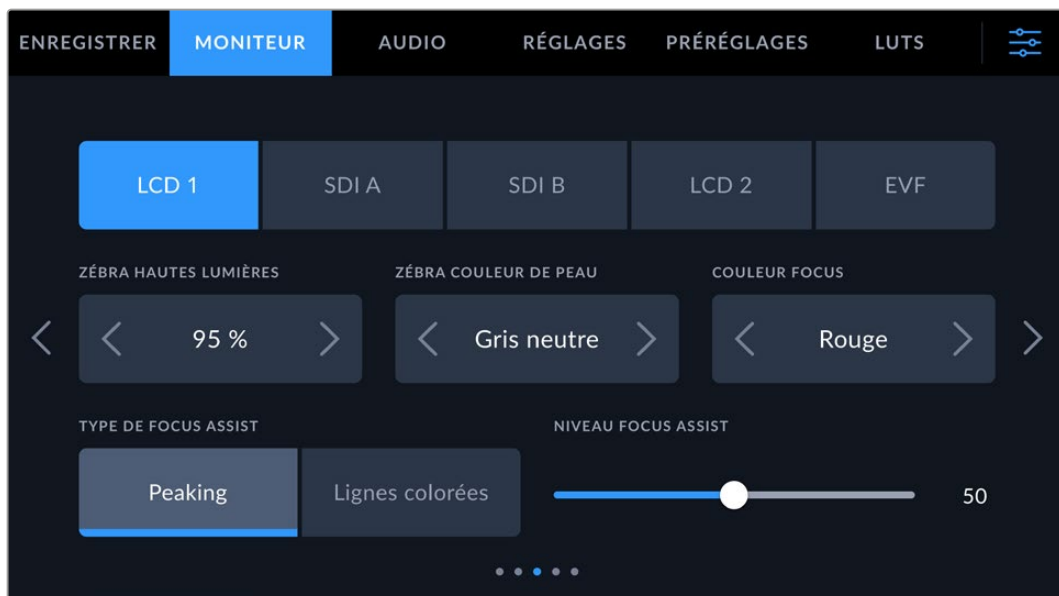 ENREGISTRER MONITEUR AUDIO RÉGLAGES PRÉRÉGLAGES LUTS
LCD 1 SDI A SDI B LCD 2 EVF
ZÉBRA HAUTES LUMIÈRES ZÉBRA COULEUR DE PEAU COULEUR FOCUS
95 % Gris neutre Rouge
TYPE DE FOCUS ASSIST NIVEAU FOCUS ASSIST
Peaking Lignes colorées 50